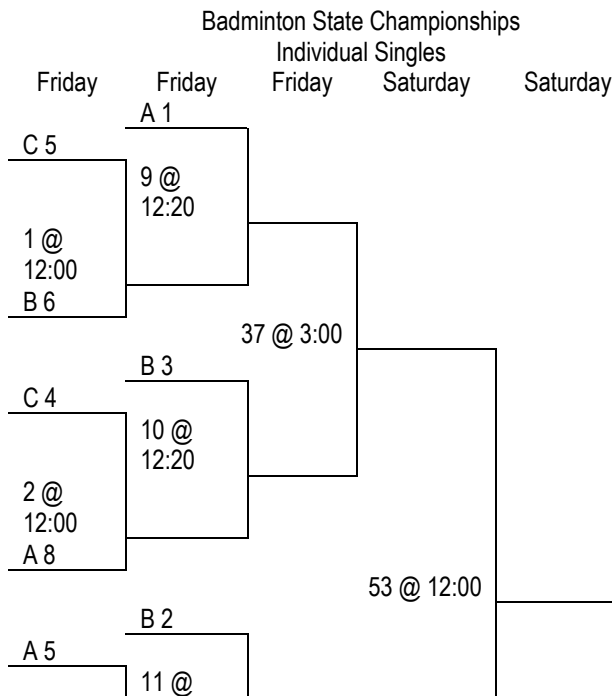 Badminton State Championships
Individual Singles
Friday Friday Friday Saturday Saturday
A 1
C 5
9 @
12:20
1 @
12:00
B 6
37 @ 3:00
B 3
C 4
10 @
12:20
2 @
12:00
A 8
53 @ 12:00
B 2
A 5
11 @